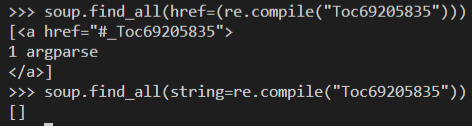 >>> soup.find_all(href=(re.compile("Toc69205835")))
[<a href="#_Toc69205835">
1 argparse
</a>]
>>> soup.find_all(string=re.compile("Toc69205835"))
[]